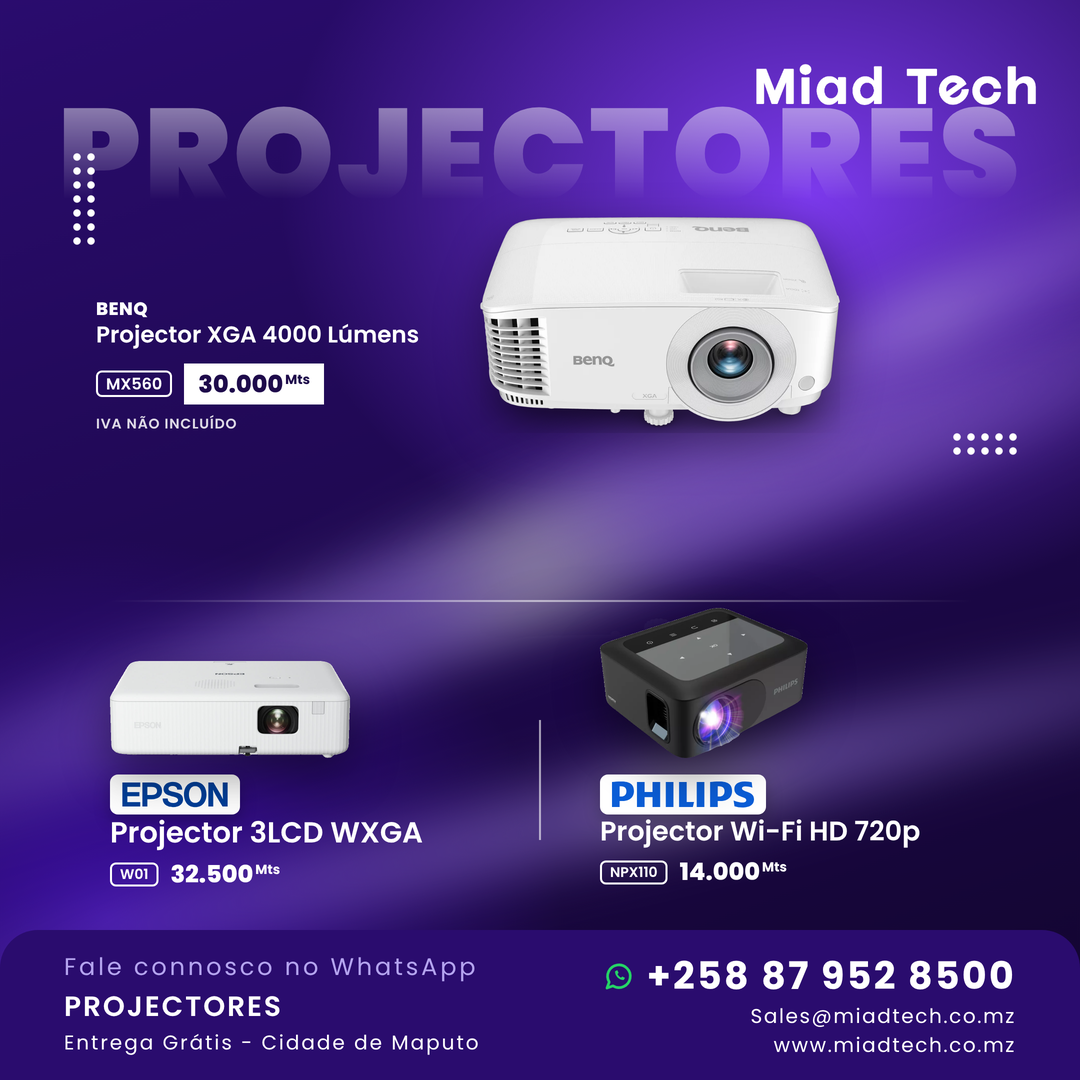 Miad Tech
PROJECTORES
BENQ
Projector XGA 4000 Lúmens
MX560 30.000 Mts
IVA NÃO INCLUÍDO
BenQ
BenQ
XGA
EPSON
EPSON
PHILIPS
EPSON
Projector 3LCD WXGA
W01 32.500 Mts
PHILIPS
Projector Wi-Fi HD 720p
NPX110 14.000 Mts
Fale connosco no WhatsApp
PROJECTORES
Entrega Grátis - Cidade de Maputo
+258 87 952 8500
Sales@miadtech.co.mz
www.miadtech.co.mz